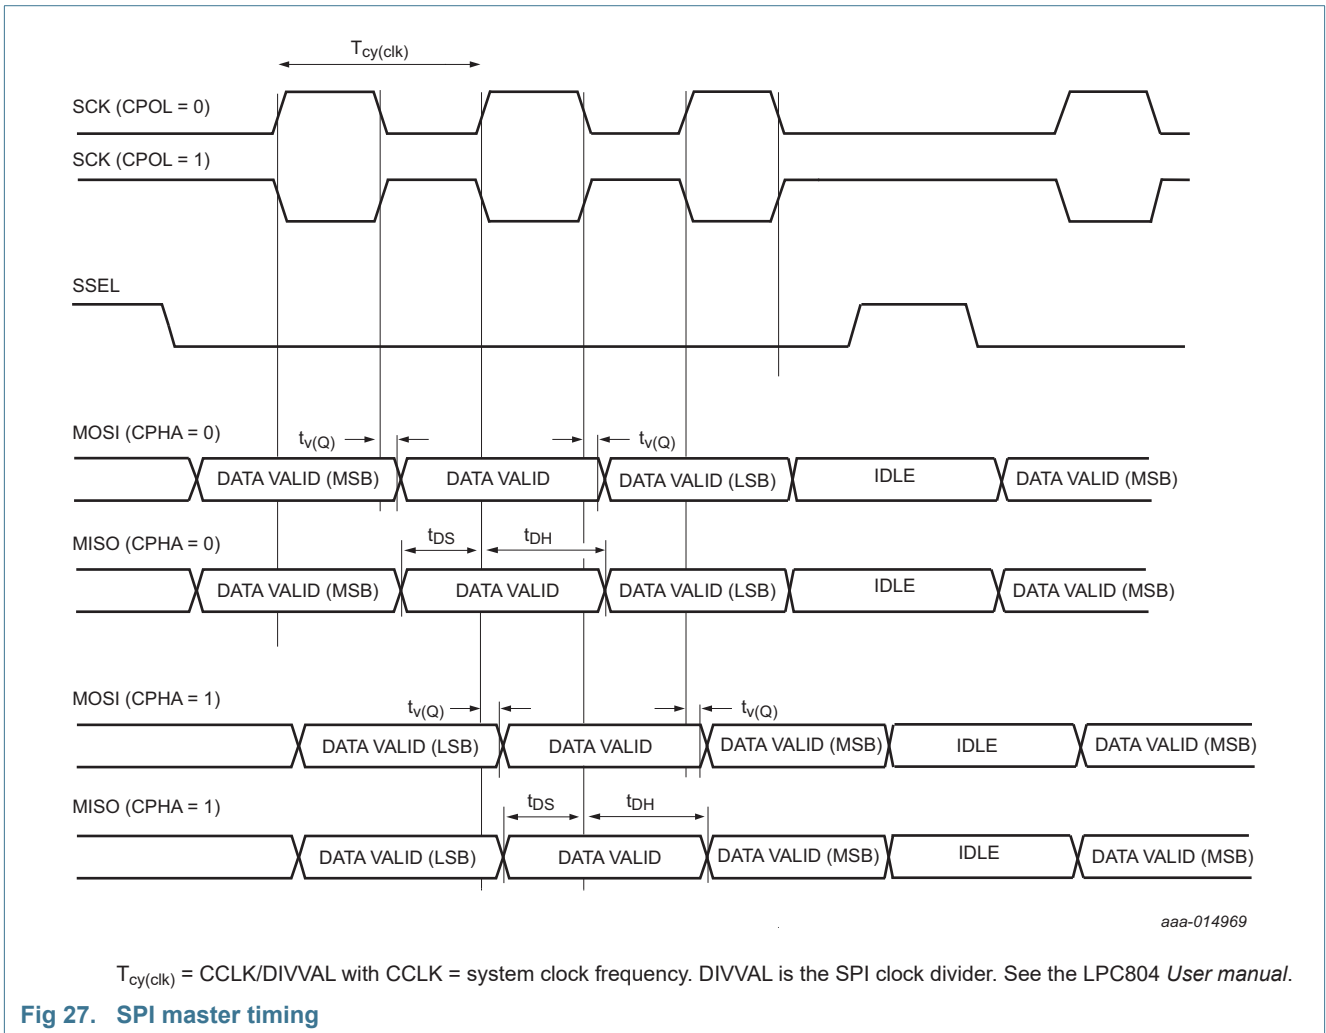 Tcy(clk)
SCK (CPOL = 0)
SCK (CPOL = 1)
SSEL
MOSI (CPHA = 0)
tv(Q) tv(Q)
DATA VALID (MSB) DATA VALID DATA VALID (LSB) IDLE DATA VALID (MSB)
MISO (CPHA = 0)
tDS tDH
DATA VALID (MSB) DATA VALID DATA VALID (LSB) IDLE DATA VALID (MSB)
MOSI (CPHA = 1)
tv(Q) tv(Q)
DATA VALID (LSB) DATA VALID DATA VALID (MSB) IDLE DATA VALID (MSB)
MISO (CPHA = 1)
tDS tDH
DATA VALID (LSB) DATA VALID DATA VALID (MSB) IDLE DATA VALID (MSB)
aaa-014969
Tcy(clk) = CCLK/DIVVAL with CCLK = system clock frequency. DIVVAL is the SPI clock divider. See the LPC804 User manual.
Fig 27. SPI master timing